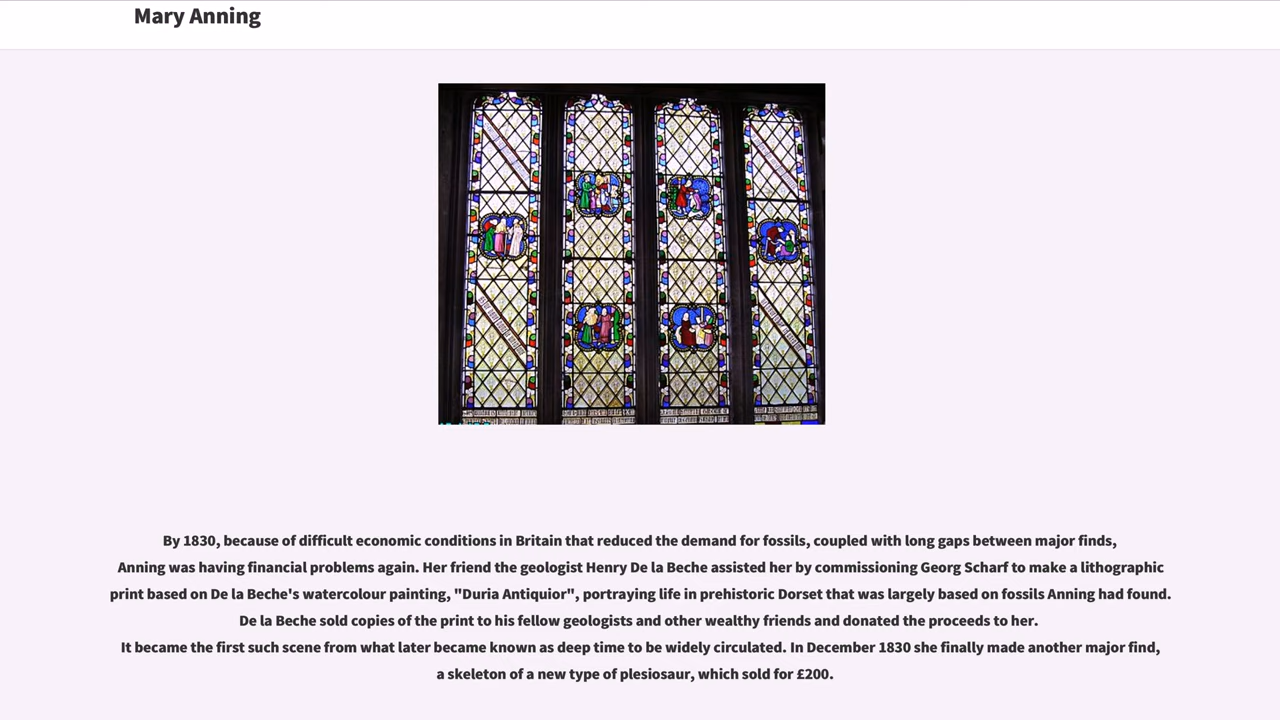 Mary Anning
By 1830, because of difficult economic conditions in Britain that reduced the demand for fossils, coupled with long gaps between major finds,
Anning was having financial problems again. Her friend the geologist Henry De la Beche assisted her by commissioning Georg Scharf to make a lithographic
print based on De la Beche's watercolour painting, "Duria Antiquior", portraying life in prehistoric Dorset that was largely based on fossils Anning had found.
De la Beche sold copies of the print to his fellow geologists and other wealthy friends and donated the proceeds to her.
It became the first such scene from what later became known as deep time to be widely circulated. In December 1830 she finally made another major find,
a skeleton of a new type of plesiosaur, which sold for £200.